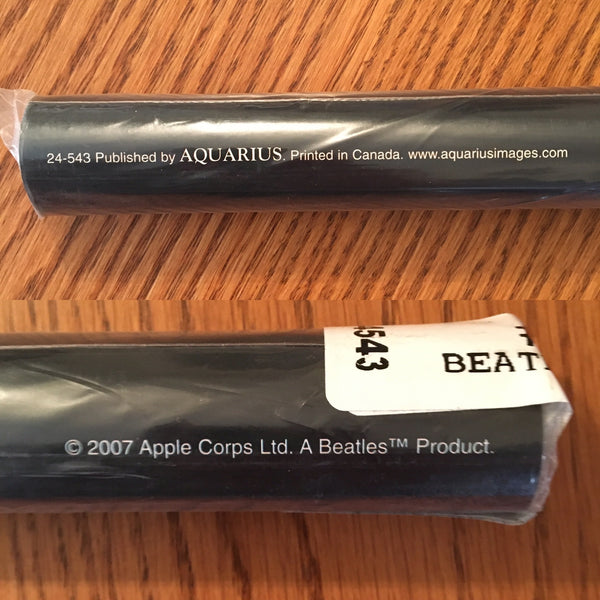 24-543 Published by AQUARIUS. Printed in Canada. www.aquariusimages.com
543
BEAT
© 2007 Apple Corps Ltd. A Beatles™ Product.